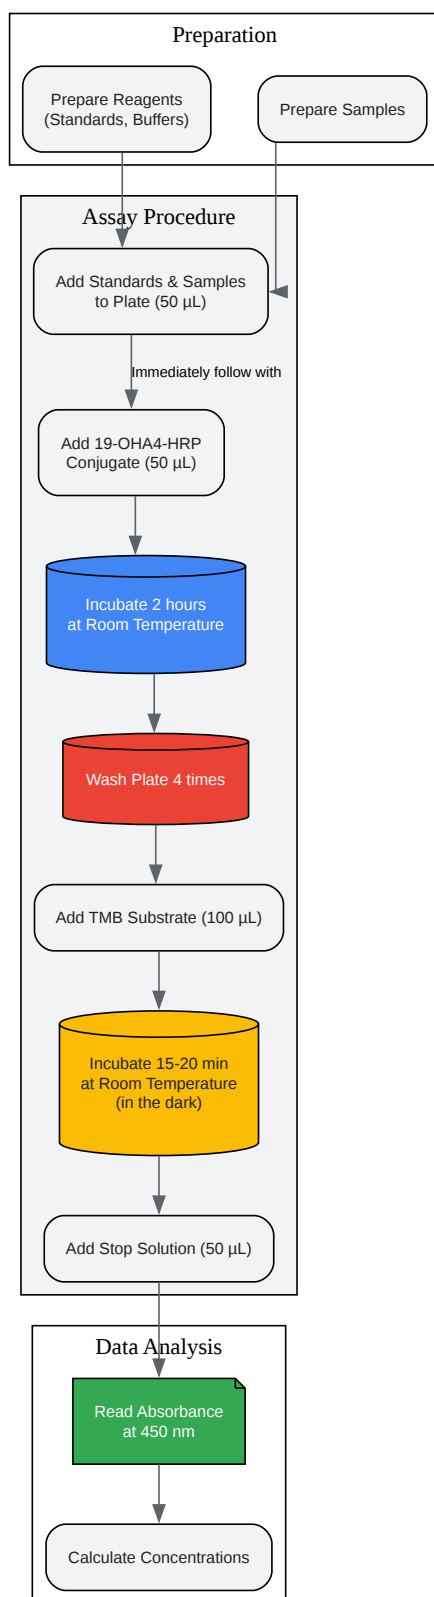 Preparation
Prepare Reagents
(Standards, Buffers)
Prepare Samples
Assay Procedure
Add Standards & Samples
to Plate (50 µL)
Immediately follow with
Add 19-OHA4-HRP
Conjugate (50 µL)
Incubate 2 hours
at Room Temperature
Wash Plate 4 times
Add TMB Substrate (100 µL)
Incubate 15-20 min
at Room Temperature
(in the dark)
Add Stop Solution (50 µL)
Data Analysis
Read Absorbance
at 450 nm
Calculate Concentrations